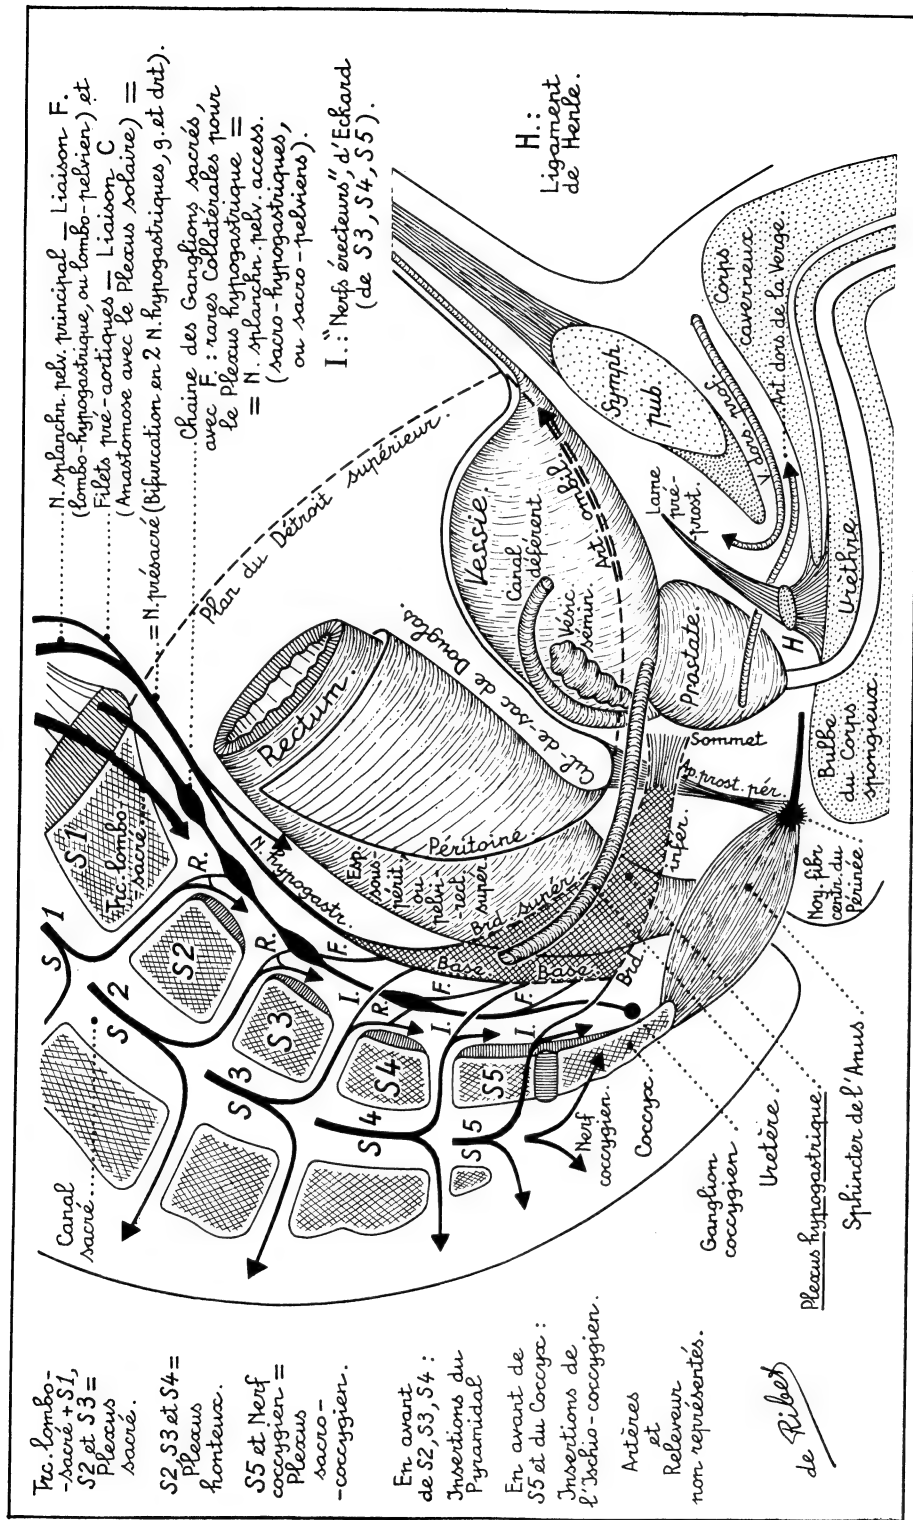 N. splanchn. pelv. principal — Liaison F.
(lombo-hypogastrique, ou lombo-pelvien) et
Filets pré-aortiques — Liaison C
(Anastomose avec le Plexus solaire) =
= N. présacré (Bifurcation en 2 N. hypogastriques, g. et drt).
Chaîne des Ganglions sacrés,
avec F : rares Collatérales pour
le Plexus hypogastrique =
= N. splanchn. pelv. access.
(sacro-hypogastriques,
ou sacro-pelviens).
I.: "Nerfs érecteurs" d'Eckard
(de S3, S4, S5).
H.:
Ligament
de Henle.
Plan du Détroit supérieur.
Canal
sacré.
S 1
S 2
S 3
S 4
S 5
S1
Trc. lombo-
sacré
S2
S3
S4
S5
R.
R.
R.
F.
F.
F.
I.
I.
I.
N. hypogastr.
Rectum.
Péritoine.
Esp.
sous-
périt.
ou
pelvi-
-rect.
supér.
Cul-de-sac de Douglas.
Vessie.
Canal
déférent.
Vésic.
sémin.
Art. ombil.
Prostate.
Symph.
pub.
Lame
pré-
prost.
V. dors. prof.
Corps
caverneux
Art. dors. de la Verge
H
Urèthre.
Bulbe
du Corps
spongieux
Brd. supér.
Base
Base.
Brd.
infér.
Sommet
Ap. prost. pér.
Noy. fibr.
centr. du
Périnée.
Nerf
coccygien
Coccyx.
Ganglion
coccygien.
Uretère.
Plexus hypogastrique
Sphincter de l'Anus
Trc. lombo-
-sacré + S1,
S2 et S3 =
Plexus
sacré.
S2, S3 et S4 =
Plexus
honteux.
S5 et Nerf
coccygien =
Plexus
sacro-
-coccygien.
En avant
de S2, S3, S4 :
Insertions du
Pyramidal
En avant de
S5 et du Coccyx :
Insertions de
l'Ischio-coccygien.
Artères
et
Releveur
non représentés.
de Ribet